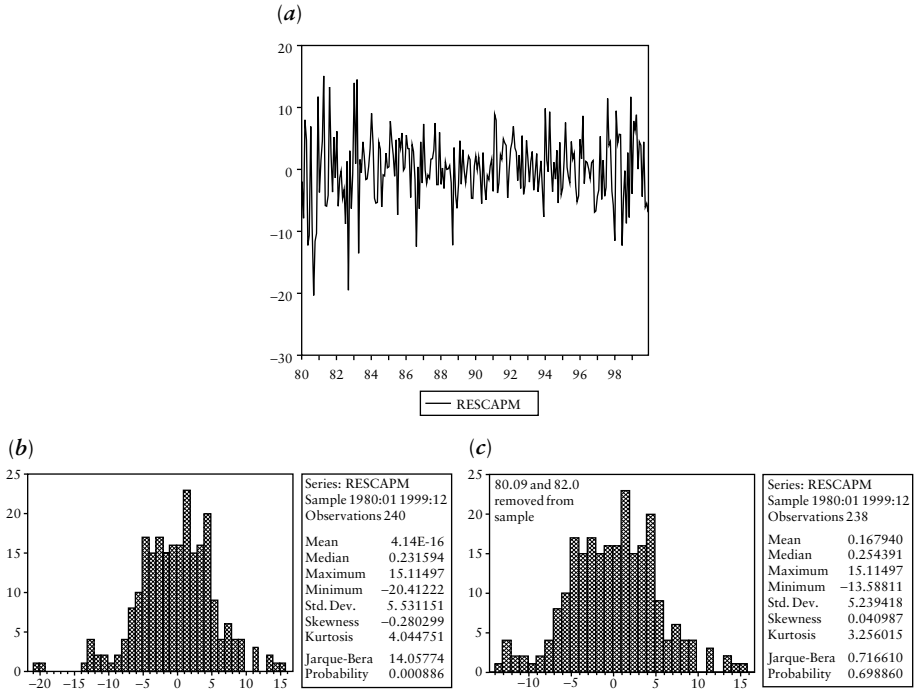 (a)
20
10
0
−10
−20
−30
80 82 84 86 88 90 92 94 96 98
RESCAPM
(b)
25
20
15
10
5
0
−20 −15 −10 −5 0 5 10 15
Series: RESCAPM
Sample 1980:01 1999:12
Observations 240
Mean 4.14E-16
Median 0.231594
Maximum 15.11497
Minimum −20.41222
Std. Dev. 5.531151
Skewness −0.280299
Kurtosis 4.044751
Jarque-Bera 14.05774
Probability 0.000886
(c)
25
20
15
10
5
0
80.09 and 82.0
removed from
sample
−10 −5 0 5 10 15
Series: RESCAPM
Sample 1980:01 1999:12
Observations 238
Mean 0.167940
Median 0.254391
Maximum 15.11497
Minimum −13.58811
Std. Dev. 5.239418
Skewness 0.040987
Kurtosis 3.256015
Jarque-Bera 0.716610
Probability 0.698860